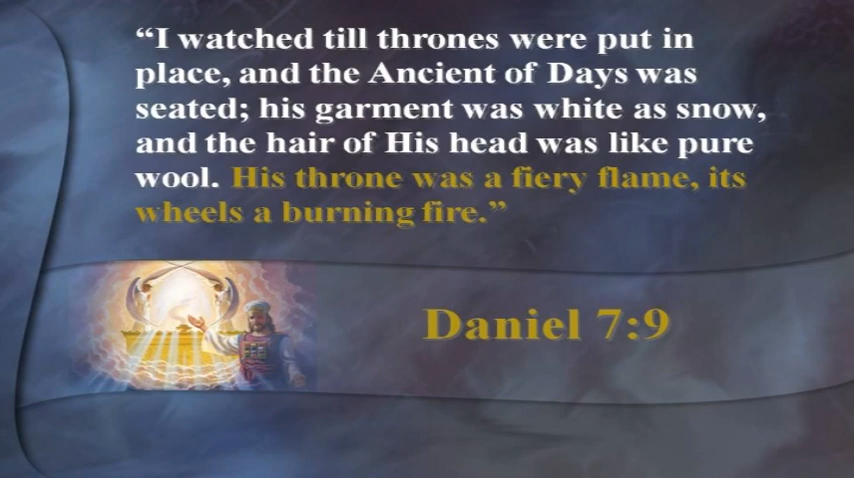 “I watched till thrones were put in
place, and the Ancient of Days was
seated; his garment was white as snow,
and the hair of His head was like pure
wool. His throne was a fiery flame, its
wheels a burning fire.”
Daniel 7:9